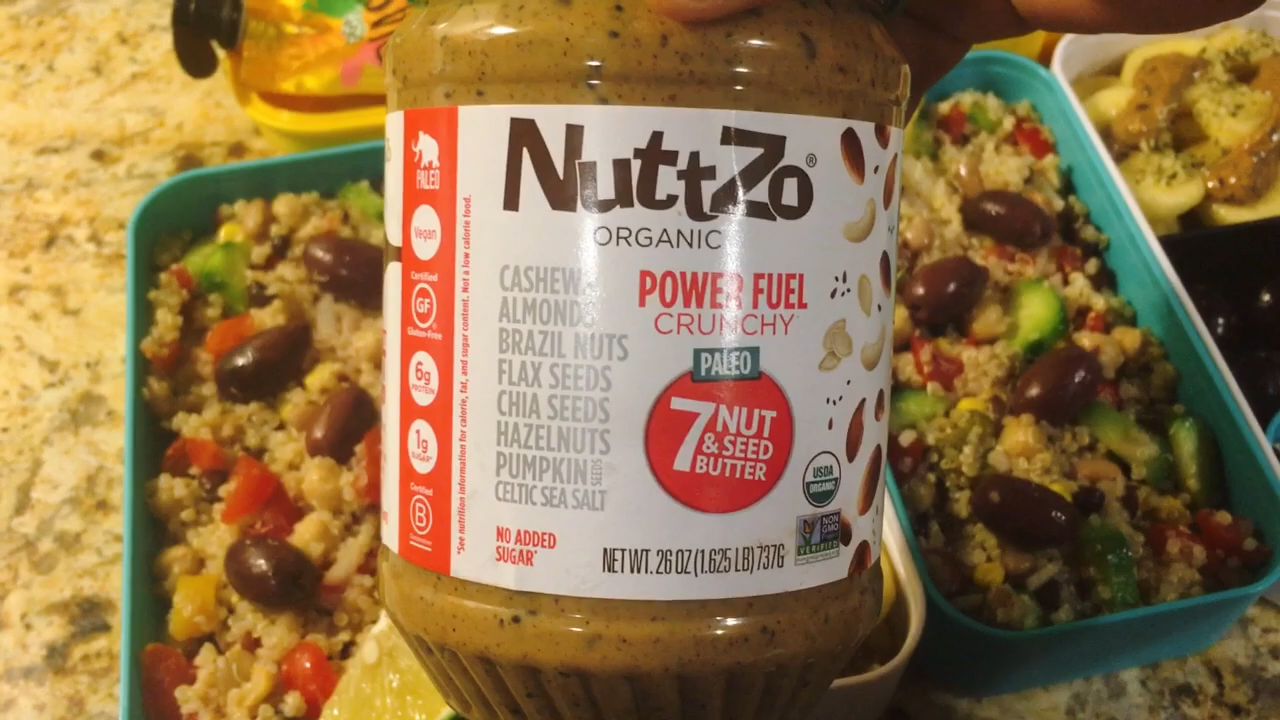 PALEO
Vegan
Certified
GF
Gluten-Free
6g
PROTEIN
1g
SUGAR*
Certified
B
Corporation
*See nutrition information for calorie, fat, and sugar content. Not a low calorie food.
NuttZo®
ORGANIC
CASHEWS
ALMONDS
BRAZIL NUTS
FLAX SEEDS
CHIA SEEDS
HAZELNUTS
PUMPKIN SEEDS
CELTIC SEA SALT
NO ADDED
SUGAR*
POWER FUEL
CRUNCHY
PALEO
7 NUT
& SEED
BUTTER
USDA
ORGANIC
NON
GMO
Project
VERIFIED
NET WT. 26 OZ (1.625 LB) 737G